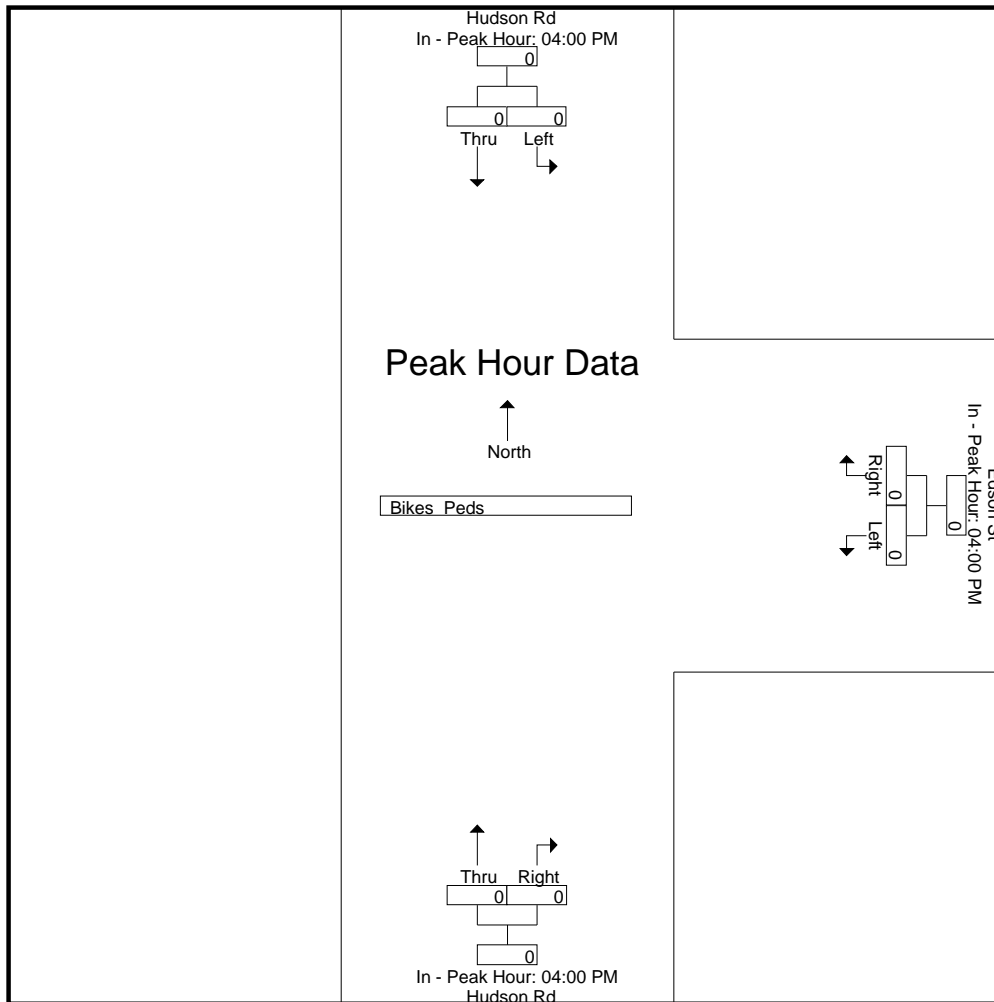 Hudson Rd
In - Peak Hour: 04:00 PM
0
0 0
Thru Left
Peak Hour Data
North
Bikes Peds
Edson St
In - Peak Hour: 04:00 PM
0
0
Right
0
Left
Thru Right
0 0
0
In - Peak Hour: 04:00 PM
Hudson Rd